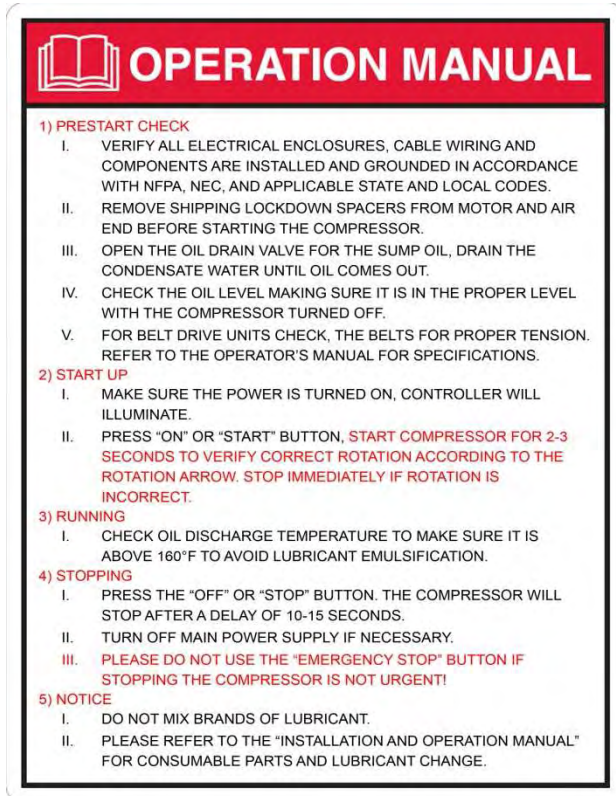 OPERATION MANUAL
1) PRESTART CHECK
I. VERIFY ALL ELECTRICAL ENCLOSURES, CABLE WIRING AND
COMPONENTS ARE INSTALLED AND GROUNDED IN ACCORDANCE
WITH NFPA, NEC, AND APPLICABLE STATE AND LOCAL CODES.
II. REMOVE SHIPPING LOCKDOWN SPACERS FROM MOTOR AND AIR
END BEFORE STARTING THE COMPRESSOR.
III. OPEN THE OIL DRAIN VALVE FOR THE SUMP OIL, DRAIN THE
CONDENSATE WATER UNTIL OIL COMES OUT.
IV. CHECK THE OIL LEVEL MAKING SURE IT IS IN THE PROPER LEVEL
WITH THE COMPRESSOR TURNED OFF.
V. FOR BELT DRIVE UNITS CHECK, THE BELTS FOR PROPER TENSION.
REFER TO THE OPERATOR'S MANUAL FOR SPECIFICATIONS.
2) START UP
I. MAKE SURE THE POWER IS TURNED ON, CONTROLLER WILL
ILLUMINATE.
II. PRESS “ON” OR “START” BUTTON, START COMPRESSOR FOR 2-3
SECONDS TO VERIFY CORRECT ROTATION ACCORDING TO THE
ROTATION ARROW. STOP IMMEDIATELY IF ROTATION IS
INCORRECT.
3) RUNNING
I. CHECK OIL DISCHARGE TEMPERATURE TO MAKE SURE IT IS
ABOVE 160°F TO AVOID LUBRICANT EMULSIFICATION.
4) STOPPING
I. PRESS THE “OFF” OR “STOP” BUTTON. THE COMPRESSOR WILL
STOP AFTER A DELAY OF 10-15 SECONDS.
II. TURN OFF MAIN POWER SUPPLY IF NECESSARY.
III. PLEASE DO NOT USE THE “EMERGENCY STOP” BUTTON IF
STOPPING THE COMPRESSOR IS NOT URGENT!
5) NOTICE
I. DO NOT MIX BRANDS OF LUBRICANT.
II. PLEASE REFER TO THE “INSTALLATION AND OPERATION MANUAL”
FOR CONSUMABLE PARTS AND LUBRICANT CHANGE.